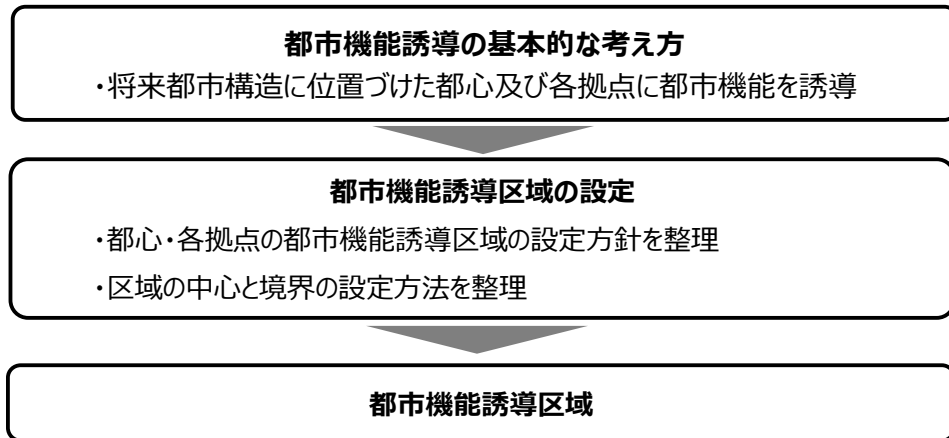 都市機能誘導の基本的な考え方
・将来都市構造に位置づけた都心及び各拠点に都市機能を誘導
都市機能誘導区域の設定
・都心・各拠点の都市機能誘導区域の設定方針を整理
・区域の中心と境界の設定方法を整理
都市機能誘導区域